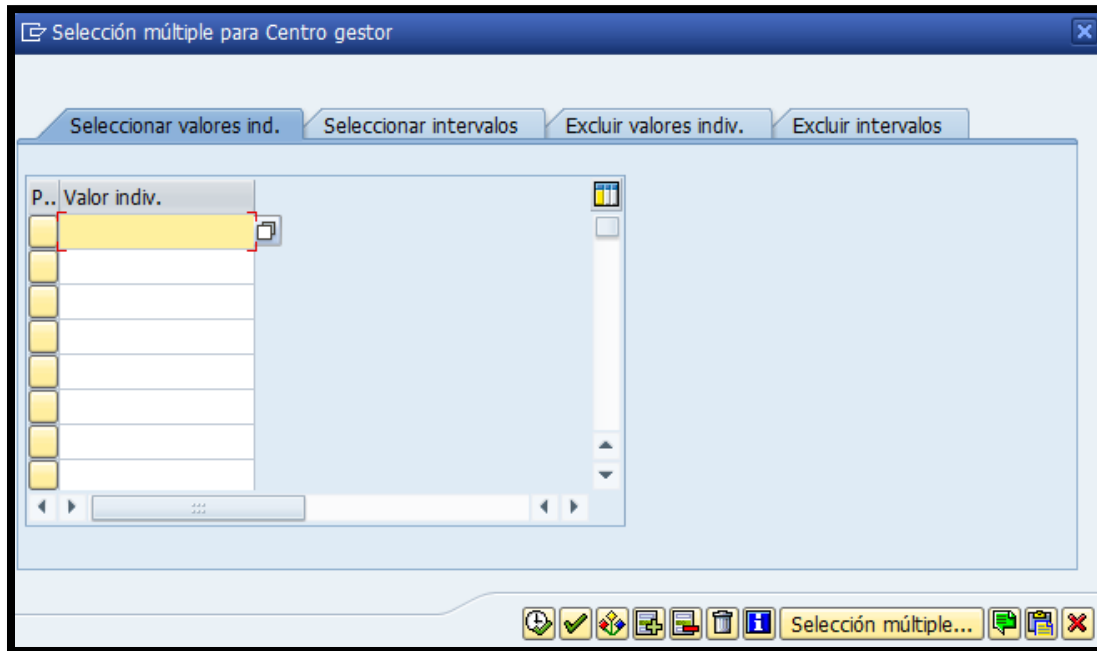 Selección múltiple para Centro gestor
Seleccionar valores ind. Seleccionar intervalos Excluir valores indiv. Excluir intervalos
P.. Valor indiv.
Selección múltiple...